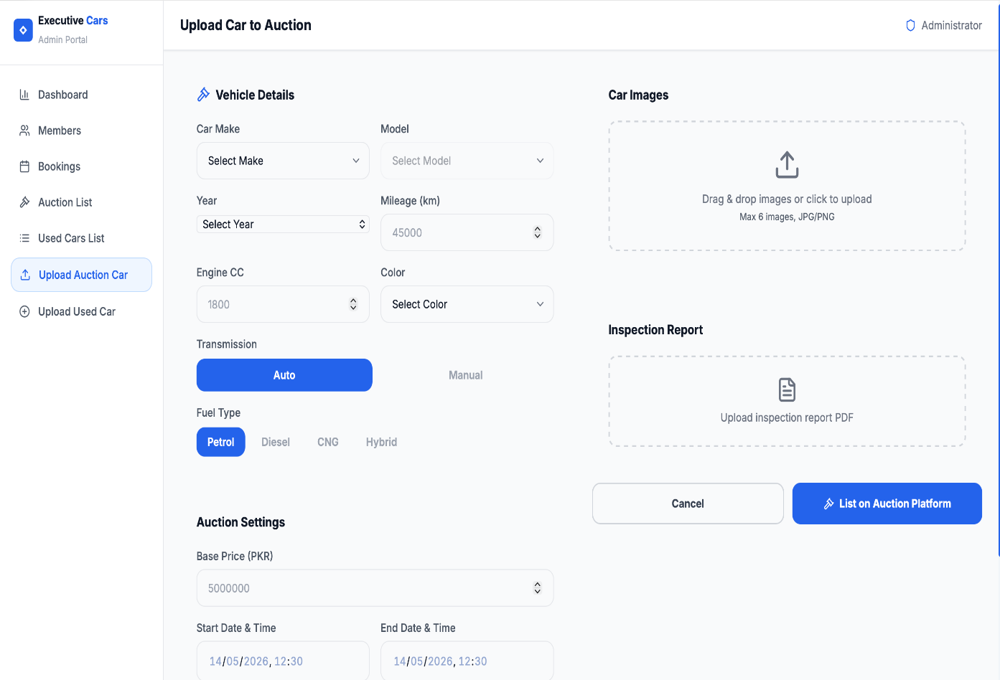 Executive Cars
Admin Portal
Dashboard
Members
Bookings
Auction List
Used Cars List
Upload Auction Car
Upload Used Car
Upload Car to Auction
Administrator
Vehicle Details
Car Make
Model
Select Make
Select Model
Year
Mileage (km)
Select Year
45000
Engine CC
Color
1800
Select Color
Transmission
Auto
Manual
Fuel Type
Petrol
Diesel
CNG
Hybrid
Auction Settings
Base Price (PKR)
5000000
Start Date & Time
End Date & Time
14/05/2026, 12:30
14/05/2026, 12:30
Car Images
Drag & drop images or click to upload
Max 6 images, JPG/PNG
Inspection Report
Upload inspection report PDF
Cancel
List on Auction Platform